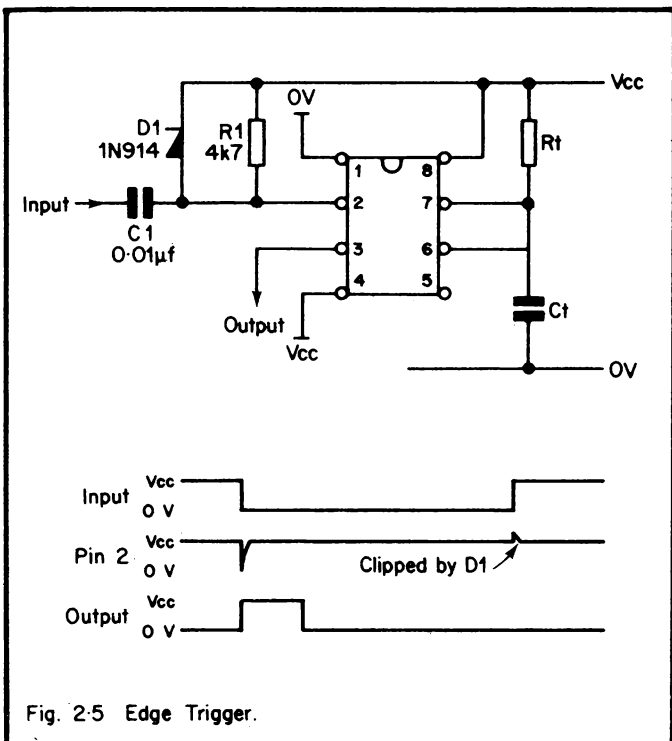 Vcc
0V
D1
1N914
R1
4k7
Rt
1
8
Input
2
7
C1
0·01µf
3
6
4
5
Output
Vcc
Ct
0V
Input
Vcc
0 V
Pin 2
Vcc
0 V
Clipped by D1
Output
Vcc
0 V
Fig. 2·5 Edge Trigger.